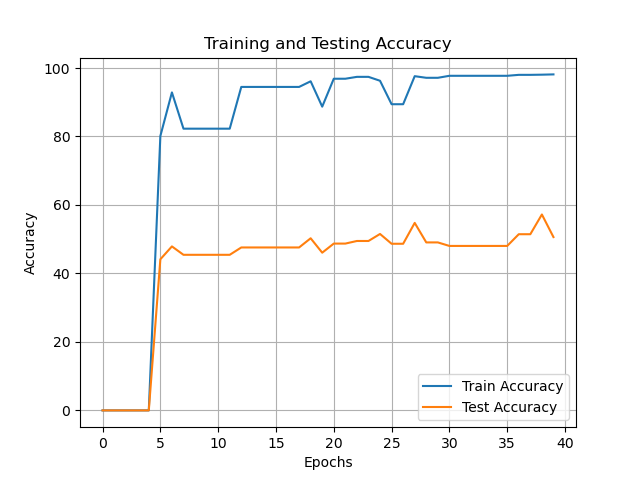 Training and Testing Accuracy
100
80
60
40
20
0
Accuracy
Train Accuracy
Test Accuracy
0 5 10 15 20 25 30 35 40
Epochs